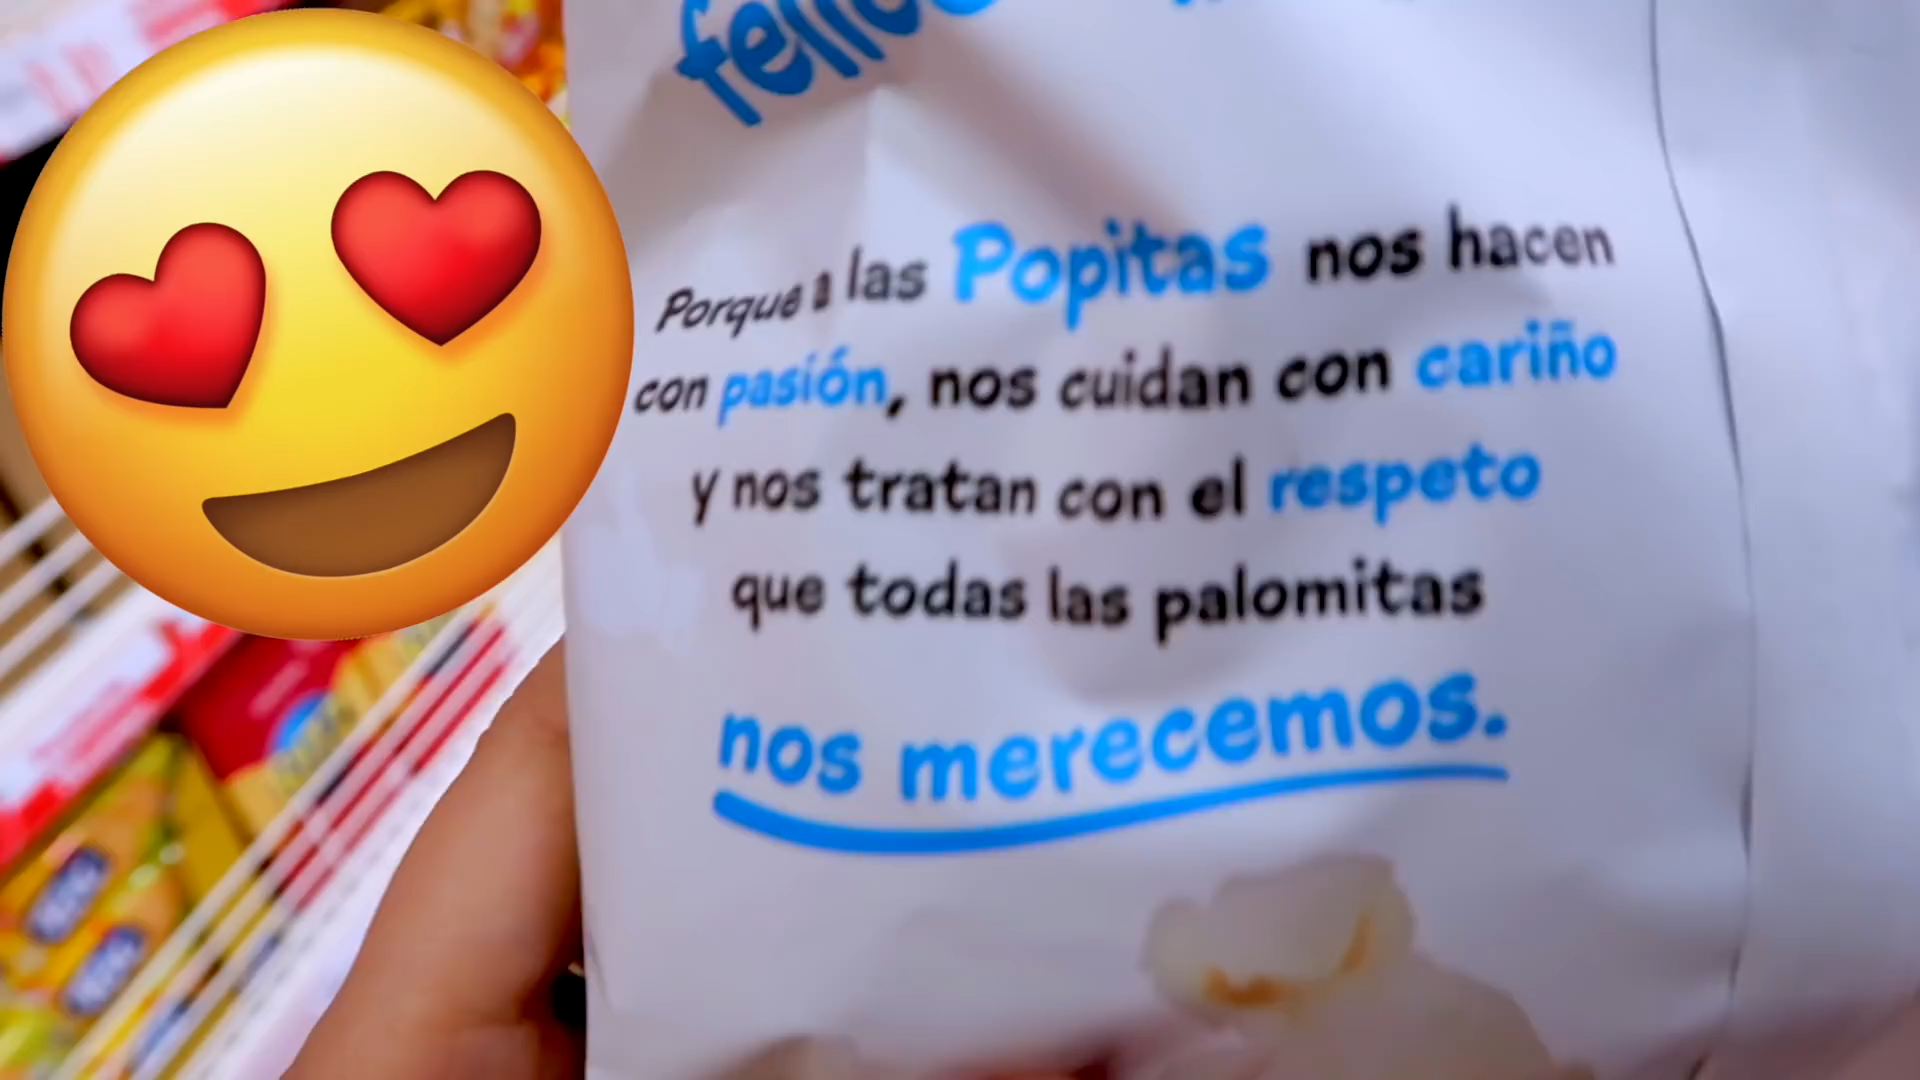 Porque a las Popitas nos hacen
con pasión, nos cuidan con cariño
y nos tratan con el respeto
que todas las palomitas
nos merecemos.